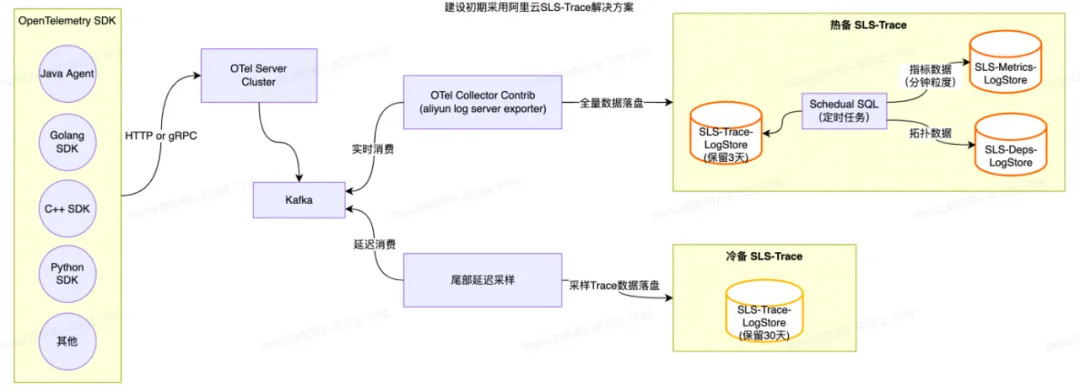 建设初期采用阿里云SLS-Trace解决方案
OpenTelemetry SDK
Java Agent
Golang
SDK
C++ SDK
Python
SDK
其他
HTTP or gRPC
OTel Server
Cluster
Kafka
实时消费
延迟消费
OTel Collector Contrib
(aliyun log server exporter)
尾部延迟采样
全量数据落盘
采样Trace数据落盘
热备 SLS-Trace
SLS-Trace-
LogStore
(保留3天)
Schedual SQL
(定时任务)
指标数据
(分钟粒度)
拓扑数据
SLS-Metrics-
LogStore
SLS-Deps-
LogStore
冷备 SLS-Trace
SLS-Trace-
LogStore
(保留30天)